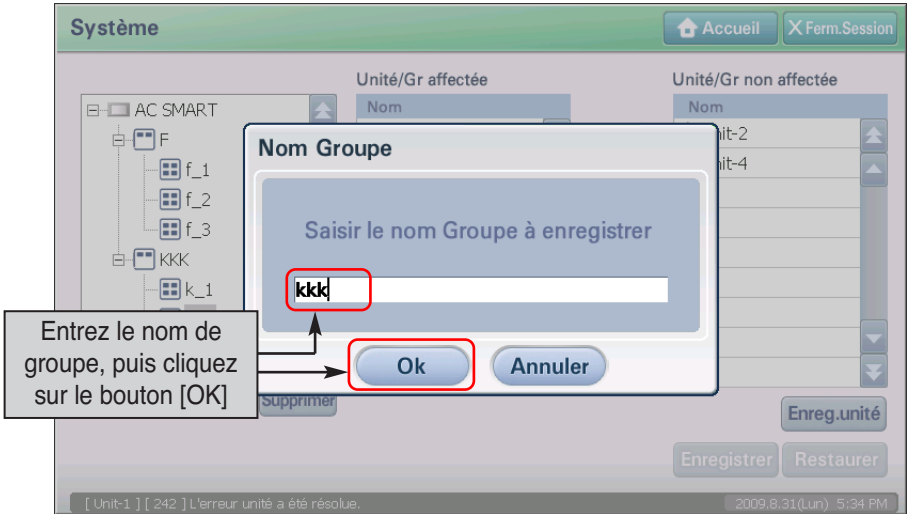 Système
Accueil
X Ferm.Session
Unité/Gr affectée
Unité/Gr non affectée
Nom
Nom
AC SMART
F
f_1
f_2
f_3
KKK
k_1
nit-2
nit-4
Nom Groupe
Saisir le nom Groupe à enregistrer
kkk
Ok
Annuler
Entrez le nom de
groupe, puis cliquez
sur le bouton [OK]
Supprimer
Enreg.unité
Enregistrer
Restaurer
[ Unit-1 ] [ 242 ] L'erreur unité a été résolue.
2009.8.31(Lun) 5:34 PM